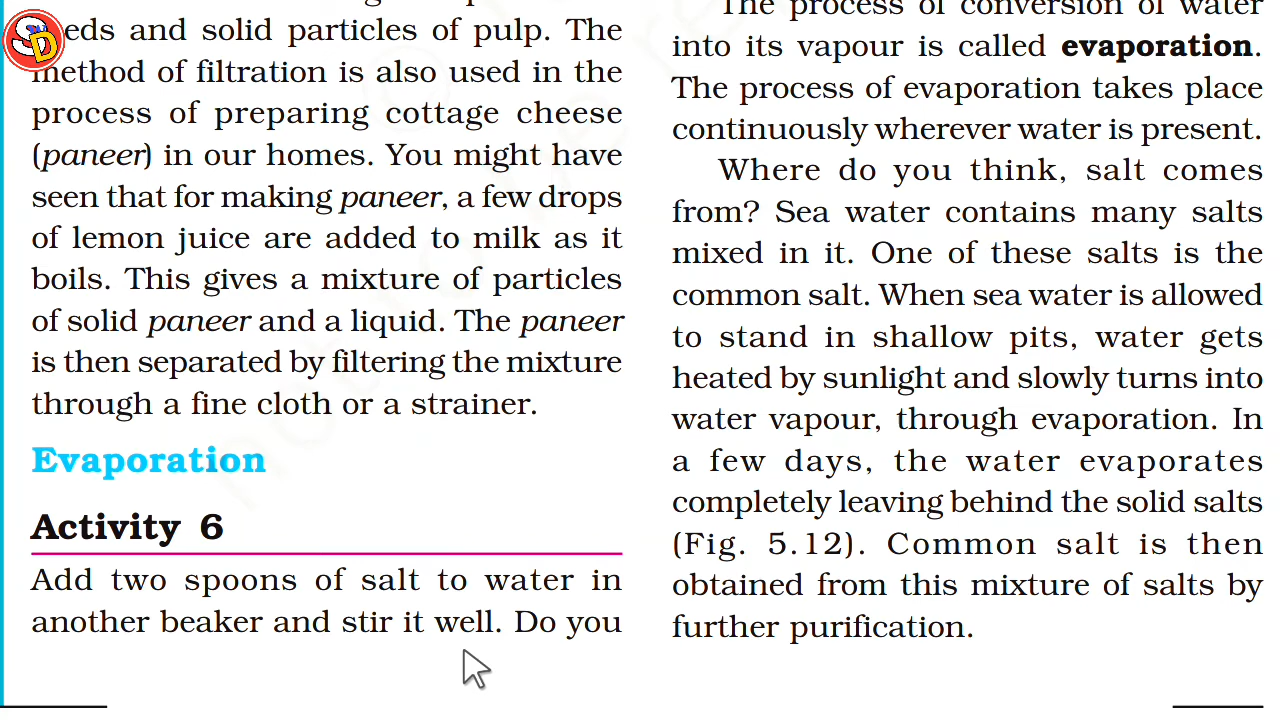 SD
eds and solid particles of pulp. The
method of filtration is also used in the
process of preparing cottage cheese
(paneer) in our homes. You might have
seen that for making paneer, a few drops
of lemon juice are added to milk as it
boils. This gives a mixture of particles
of solid paneer and a liquid. The paneer
is then separated by filtering the mixture
through a fine cloth or a strainer.
Evaporation
Activity 6
Add two spoons of salt to water in
another beaker and stir it well. Do you
The process of conversion of water
into its vapour is called evaporation.
The process of evaporation takes place
continuously wherever water is present.
Where do you think, salt comes
from? Sea water contains many salts
mixed in it. One of these salts is the
common salt. When sea water is allowed
to stand in shallow pits, water gets
heated by sunlight and slowly turns into
water vapour, through evaporation. In
a few days, the water evaporates
completely leaving behind the solid salts
(Fig. 5.12). Common salt is then
obtained from this mixture of salts by
further purification.